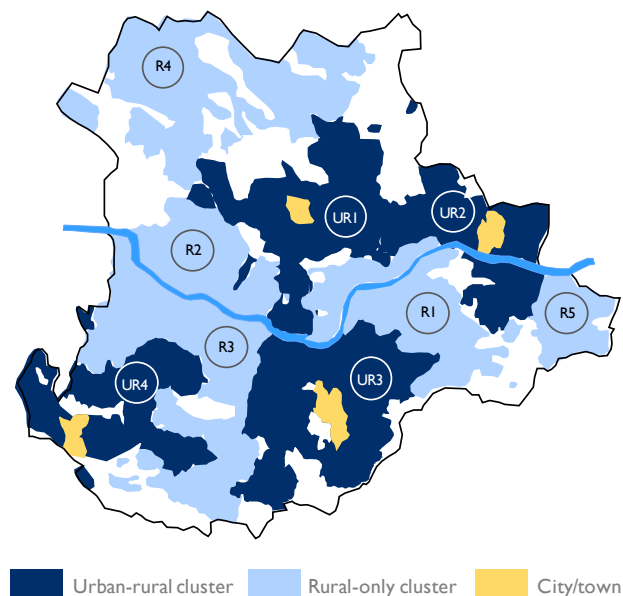 R4
UR1
UR2
R2
R1
R5
R3
UR3
UR4
Urban-rural cluster
Rural-only cluster
City/town